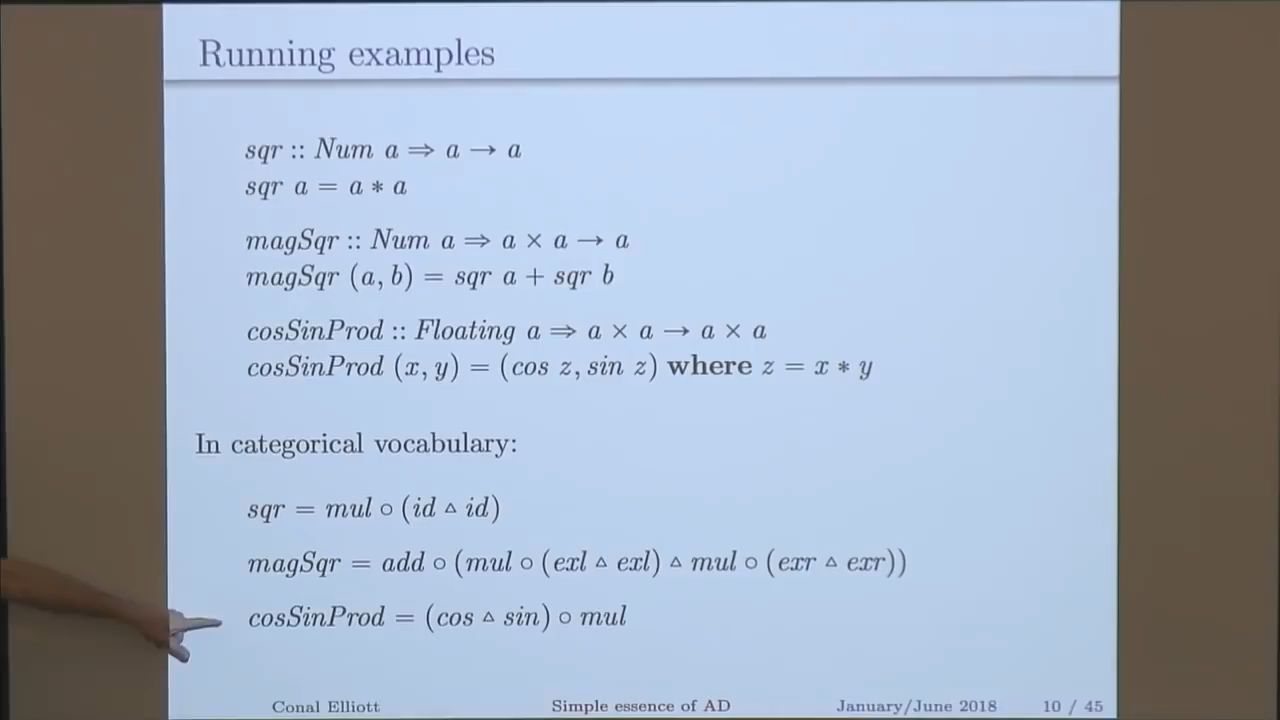 Running examples
sqr :: Num a ⇒ a → a
sqr a = a ∗ a
magSqr :: Num a ⇒ a × a → a
magSqr (a, b) = sqr a + sqr b
cosSinProd :: Floating a ⇒ a × a → a × a
cosSinProd (x, y) = (cos z, sin z) where z = x ∗ y
In categorical vocabulary:
sqr = mul ∘ (id ▵ id)
magSqr = add ∘ (mul ∘ (exl ▵ exl) ▵ mul ∘ (exr ▵ exr))
cosSinProd = (cos ▵ sin) ∘ mul
Conal Elliott Simple essence of AD January/June 2018 10 / 45